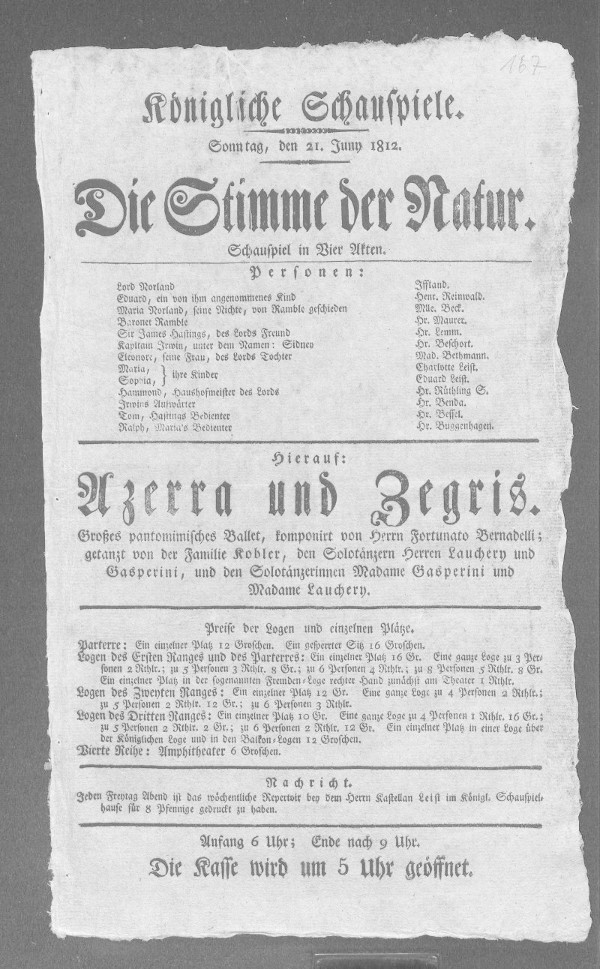 167
Königliche Schauspiele.
Sonntag, den 21. Juny 1812.
Die Stimme der Natur.
Schauspiel in Vier Akten.
Personen:
Lord Norland Iffland.
Eduard, ein von ihm angenommenes Kind Henr. Reinwald.
Maria Norland, seine Nichte, von Ramble geschieden Mlle. Beck.
Baronet Ramble Hr. Maurer.
Sir James Hastings, des Lords Freund Hr. Lemm.
Kapitain Irwin, unter dem Namen: Sidney Hr. Beschort.
Eleonore, seine Frau, des Lords Tochter Mad. Bethmann.
Maria, } ihre Kinder Charlotte Leist.
Sophia, Eduard Leist.
Hammond, Haushofmeister des Lords Hr. Rüthling S.
Irwins Aufwärter Hr. Benda.
Tom, Hastings Bedienter Hr. Bessel.
Ralph, Maria's Bedienter Hr. Buggenhagen.
Hierauf:
Azerra und Zegris.
Großes pantomimisches Ballet, komponirt von Herrn Fortunato Bernadelli;
getanzt von der Familie Kobler, den Solotänzern Herren Lauchery und
Gasperini, und den Solotänzerinnen Madame Gasperini und
Madame Lauchery.
Preise der Logen und einzelnen Plätze.
Parterre: Ein einzelner Platz 12 Groschen. Ein gesperrter Sitz 16 Groschen.
Logen des Ersten Ranges und des Parterres: Ein einzelner Platz 16 Gr. Eine ganze Loge zu 3 Per-
sonen 2 Rthlr.; zu 5 Personen 3 Rthlr. 8 Gr.; zu 6 Personen 4 Rthlr.; zu 8 Personen 5 Rthlr. 8 Gr.
Ein einzelner Platz in der sogenannten Fremden-Loge rechter Hand zunächst am Theater 1 Rthlr.
Logen des Zweyten Ranges: Ein einzelner Platz 12 Gr. Eine ganze Loge zu 4 Personen 2 Rthlr.;
zu 5 Personen 2 Rthlr. 12 Gr.; zu 6 Personen 3 Rthlr.
Logen des Dritten Ranges: Ein einzelner Platz 10 Gr. Eine ganze Loge zu 4 Personen 1 Rthlr. 16 Gr.;
zu 5 Personen 2 Rthlr. 2 Gr.; zu 6 Personen 2 Rthlr. 12 Gr. Ein einzelner Platz in einer Loge über
der Königlichen Loge und in den Balkon-Logen 12 Groschen.
Vierte Reihe: Amphitheater 6 Groschen.
Nachricht.
Jeden Freytag Abend ist das wöchentliche Repertoir bey dem Herrn Kastellan Leist im Königl. Schauspiel-
hause für 8 Pfennige gedruckt zu haben.
Anfang 6 Uhr; Ende nach 9 Uhr.
Die Kasse wird um 5 Uhr geöffnet.